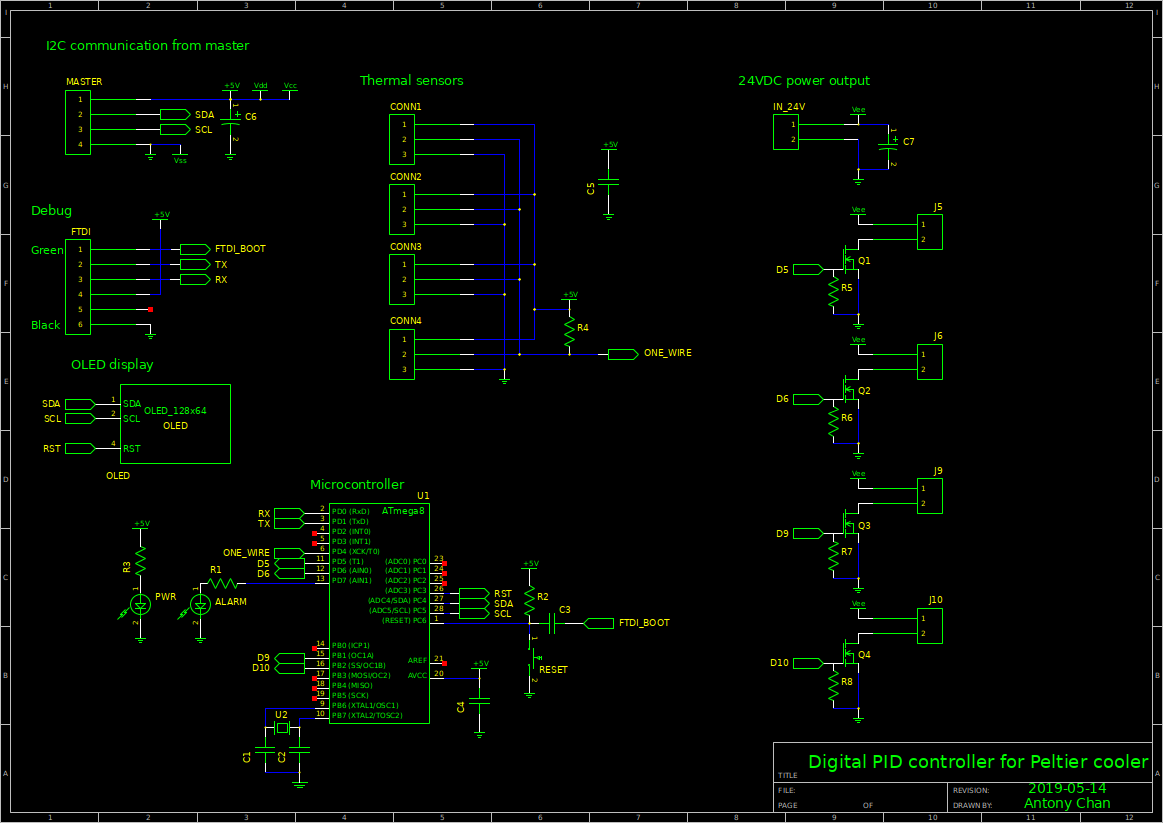 1 2 3 4 5 6 7 8 9 10 11 12
I I
H H
G G
F F
E E
D D
C C
B B
A A
I2C communication from master
MASTER
1
2
3
4
SDA
SCL
+5V
Vdd
Vcc
Vss
1
+
2
C6
Debug
FTDI
Green
Black
1
2
3
4
5
6
+5V
FTDI_BOOT
TX
RX
OLED display
SDA
SCL
RST
1
2
4
SDA
SCL
RST
OLED_128x64
OLED
OLED
Thermal sensors
CONN1
1
2
3
CONN2
1
2
3
CONN3
1
2
3
CONN4
1
2
3
+5V
C5
+5V
R4
ONE_WIRE
24VDC power output
IN_24V
1
2
Vee
1
+
2
C7
Vee
J5
1
2
D5
Q1
R5
Vee
J6
1
2
D6
Q2
R6
Vee
J9
1
2
D9
Q3
R7
Vee
J10
1
2
D10
Q4
R8
+5V
R3
1
PWR
2
R1
1
ALARM
2
Microcontroller
U1
ATmega8
RX 2 PD0 (RxD)
TX 3 PD1 (TxD)
4 PD2 (INT0)
5 PD3 (INT1)
ONE_WIRE 6 PD4 (XCK/T0)
D5 11 PD5 (T1)
D6 12 PD6 (AIN0)
13 PD7 (AIN1)
14 PB0 (ICP1)
D9 15 PB1 (OC1A)
D10 16 PB2 (SS/OC1B)
17 PB3 (MOSI/OC2)
18 PB4 (MISO)
19 PB5 (SCK)
9 PB6 (XTAL1/OSC1)
10 PB7 (XTAL2/TOSC2)
(ADC0) PC0 23
(ADC1) PC1 24
(ADC2) PC2 25
(ADC3) PC3 26 RST
(ADC4/SDA) PC4 27 SDA
(ADC5/SCL) PC5 28 SCL
(RESET) PC6 1
AREF 21
AVCC 20
U2
C1
C2
+5V
C4
+5V
R2
C3
FTDI_BOOT
1
RESET
2
TITLE
Digital PID controller for Peltier cooler
FILE:
PAGE OF
REVISION: 2019-05-14
DRAWN BY: Antony Chan